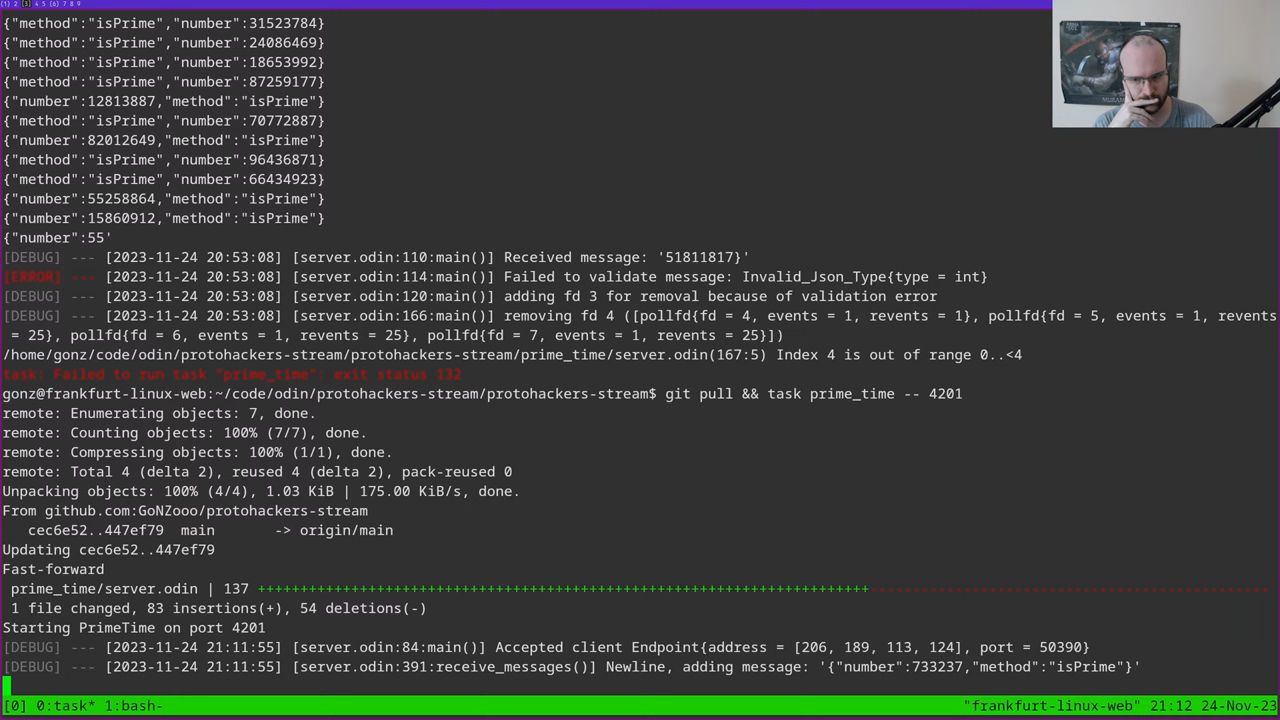 (1) 2 [3] 4 5 (6) 7 8 9
{"method":"isPrime","number":31523784}
{"method":"isPrime","number":24086469}
{"method":"isPrime","number":18653992}
{"method":"isPrime","number":87259177}
{"number":12813887,"method":"isPrime"}
{"method":"isPrime","number":70772887}
{"number":82012649,"method":"isPrime"}
{"method":"isPrime","number":96436871}
{"method":"isPrime","number":66434923}
{"number":55258864,"method":"isPrime"}
{"number":15860912,"method":"isPrime"}
{"number":55'
[DEBUG] --- [2023-11-24 20:53:08] [server.odin:110:main()] Received message: '51811817}'
[ERROR] --- [2023-11-24 20:53:08] [server.odin:114:main()] Failed to validate message: Invalid_Json_Type{type = int}
[DEBUG] --- [2023-11-24 20:53:08] [server.odin:120:main()] adding fd 3 for removal because of validation error
[DEBUG] --- [2023-11-24 20:53:08] [server.odin:166:main()] removing fd 4 ([pollfd{fd = 4, events = 1, revents = 1}, pollfd{fd = 5, events = 1, revents
= 25}, pollfd{fd = 6, events = 1, revents = 25}, pollfd{fd = 7, events = 1, revents = 25}])
/home/gonz/code/odin/protohackers-stream/protohackers-stream/prime_time/server.odin(167:5) Index 4 is out of range 0..<4
task: Failed to run task "prime_time": exit status 132
gonz@frankfurt-linux-web:~/code/odin/protohackers-stream/protohackers-stream$ git pull && task prime_time -- 4201
remote: Enumerating objects: 7, done.
remote: Counting objects: 100% (7/7), done.
remote: Compressing objects: 100% (1/1), done.
remote: Total 4 (delta 2), reused 4 (delta 2), pack-reused 0
Unpacking objects: 100% (4/4), 1.03 KiB | 175.00 KiB/s, done.
From github.com:GoNZooo/protohackers-stream
cec6e52..447ef79 main -> origin/main
Updating cec6e52..447ef79
Fast-forward
prime_time/server.odin | 137 +++++++++++++++++++++++++++++++++++++++++++++++++++++++++++++++++++++++++-----------------------------------------------
1 file changed, 83 insertions(+), 54 deletions(-)
Starting PrimeTime on port 4201
[DEBUG] --- [2023-11-24 21:11:55] [server.odin:84:main()] Accepted client Endpoint{address = [206, 189, 113, 124], port = 50390}
[DEBUG] --- [2023-11-24 21:11:55] [server.odin:391:receive_messages()] Newline, adding message: '{"number":733237,"method":"isPrime"}'
[0] 0:task* 1:bash- "frankfurt-linux-web" 21:12 24-Nov-23